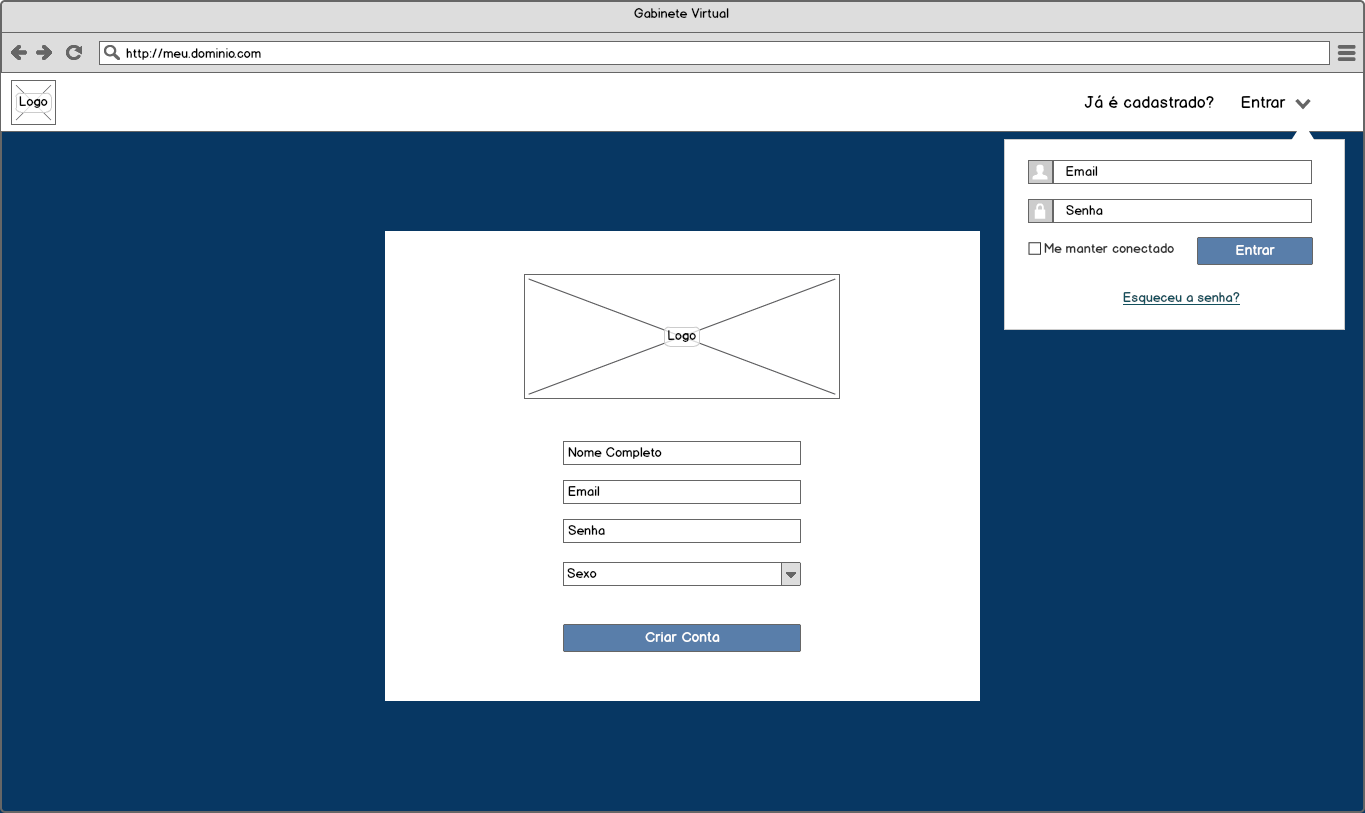 Gabinete Virtual
http://meu.dominio.com
Logo
Já é cadastrado? Entrar
Email
Senha
Me manter conectado Entrar
Esqueceu a senha?
Logo
Nome Completo
Email
Senha
Sexo
Criar Conta